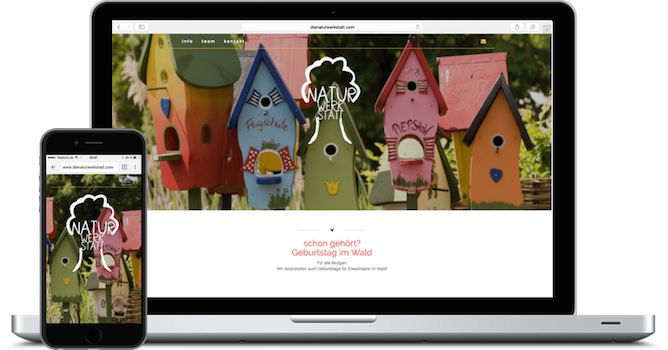 dienaturwerkstatt.com
info team kontakt
NATUR
WERK
STATT
Flugschule
PiEPSHoW
schon gehört?
Geburtstag im Wald
Für alle Mutigen:
Wir veranstalten auch Geburtstage für Erwachsene im Wald!
www.dienaturwerkstatt.com
NATUR
WERK
STATT